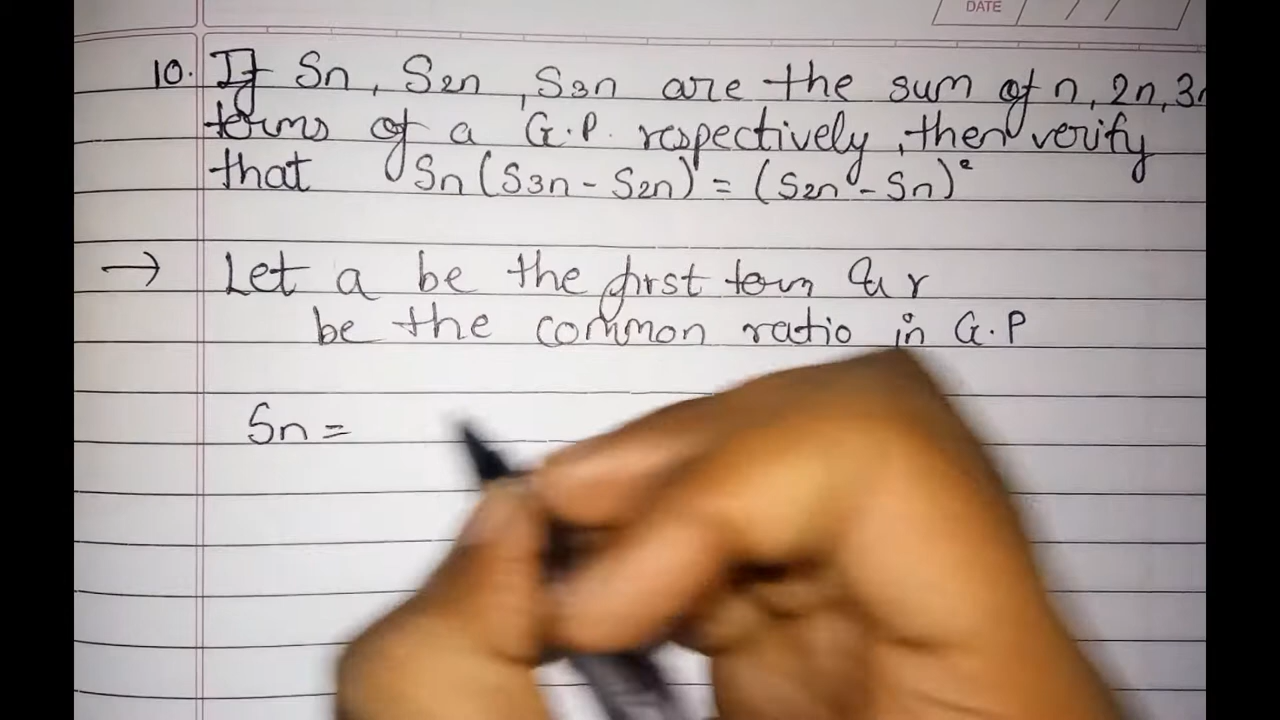 DATE / /
10. If Sn, S2n, S3n are the sum of n, 2n, 3n
terms of a G.P. respectively, then verify
that Sn(S3n - S2n) = (S2n - Sn)²
→ Let a be the first term & r
be the common ratio in G.P
Sn =